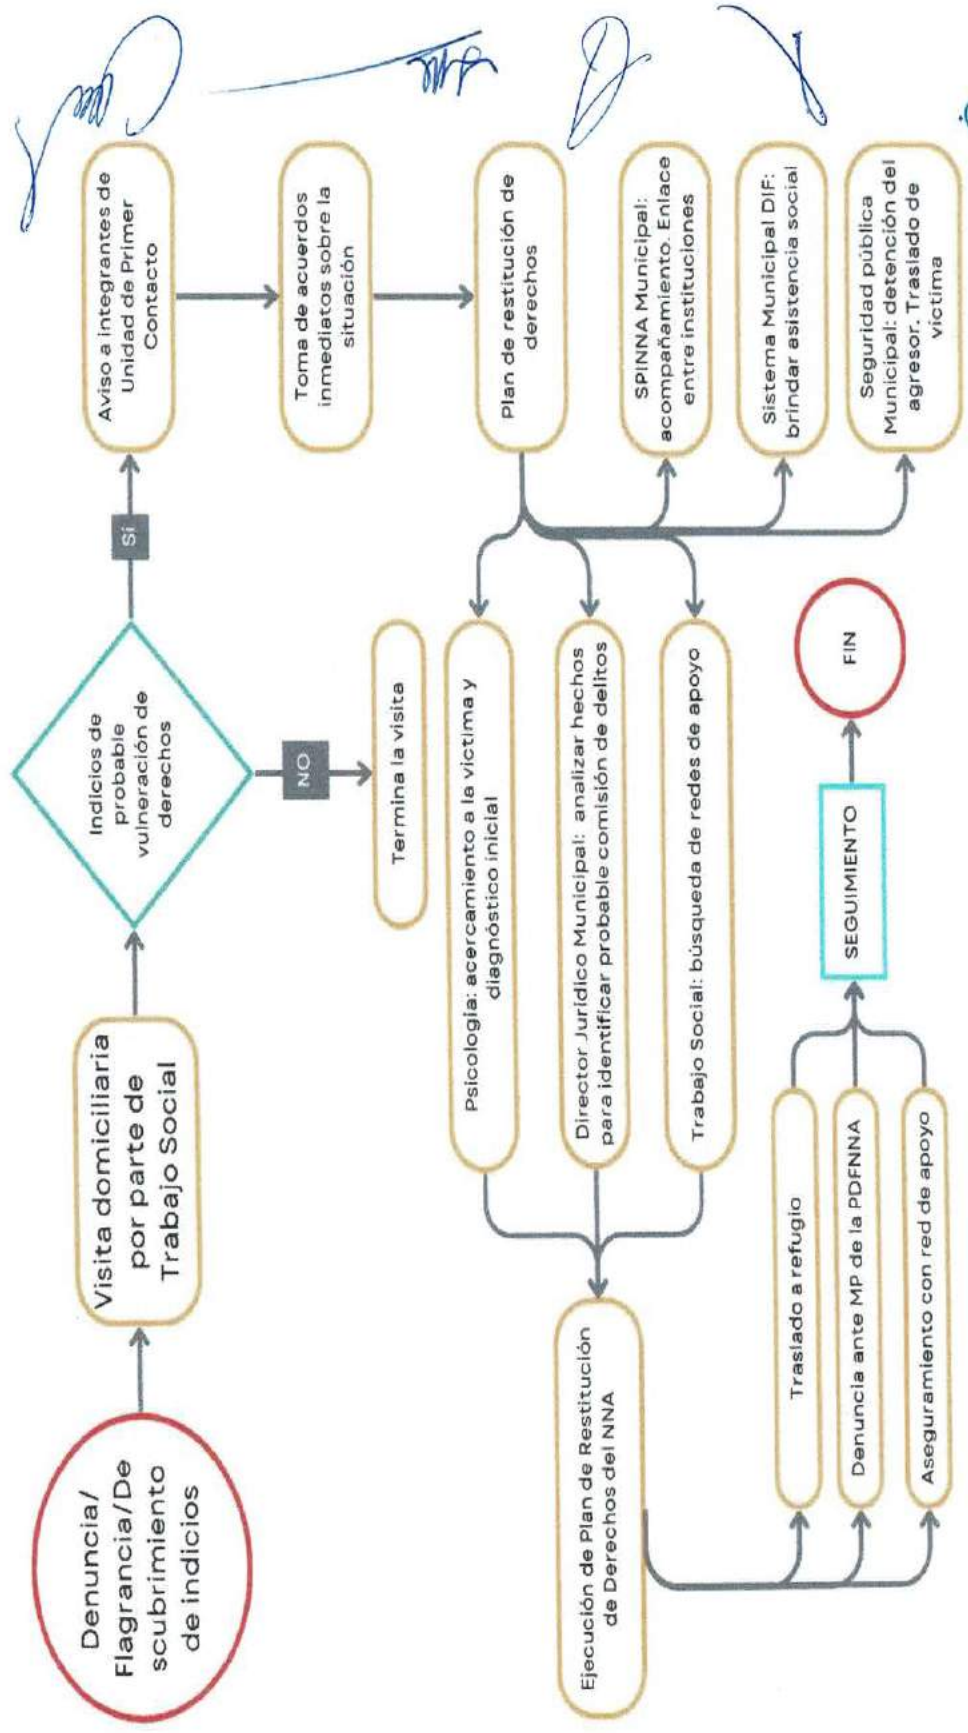 Denuncia/
Flagrancia/De
scubrimiento
de indicios
Visita domiciliaria
por parte de
Trabajo Social
Indicios de
probable
vulneración de
derechos
Sí
NO
Aviso a integrantes de
Unidad de Primer
Contacto
Toma de acuerdos
inmediatos sobre la
situación
Termina la visita
Plan de restitución de
derechos
Psicología: acercamiento a la víctima y
diagnóstico inicial
Director Jurídico Municipal: analizar hechos
para identificar probable comisión de delitos
Trabajo Social: búsqueda de redes de apoyo
SPINNA Municipal:
acompañamiento. Enlace
entre instituciones
Sistema Municipal DIF:
brindar asistencia social
Seguridad pública
Municipal: detención del
agresor. Traslado de
víctima
Ejecución de Plan de Restitución
de Derechos del NNA
Traslado a refugio
Denuncia ante MP de la PDFNNA
Aseguramiento con red de apoyo
SEGUIMIENTO
FIN